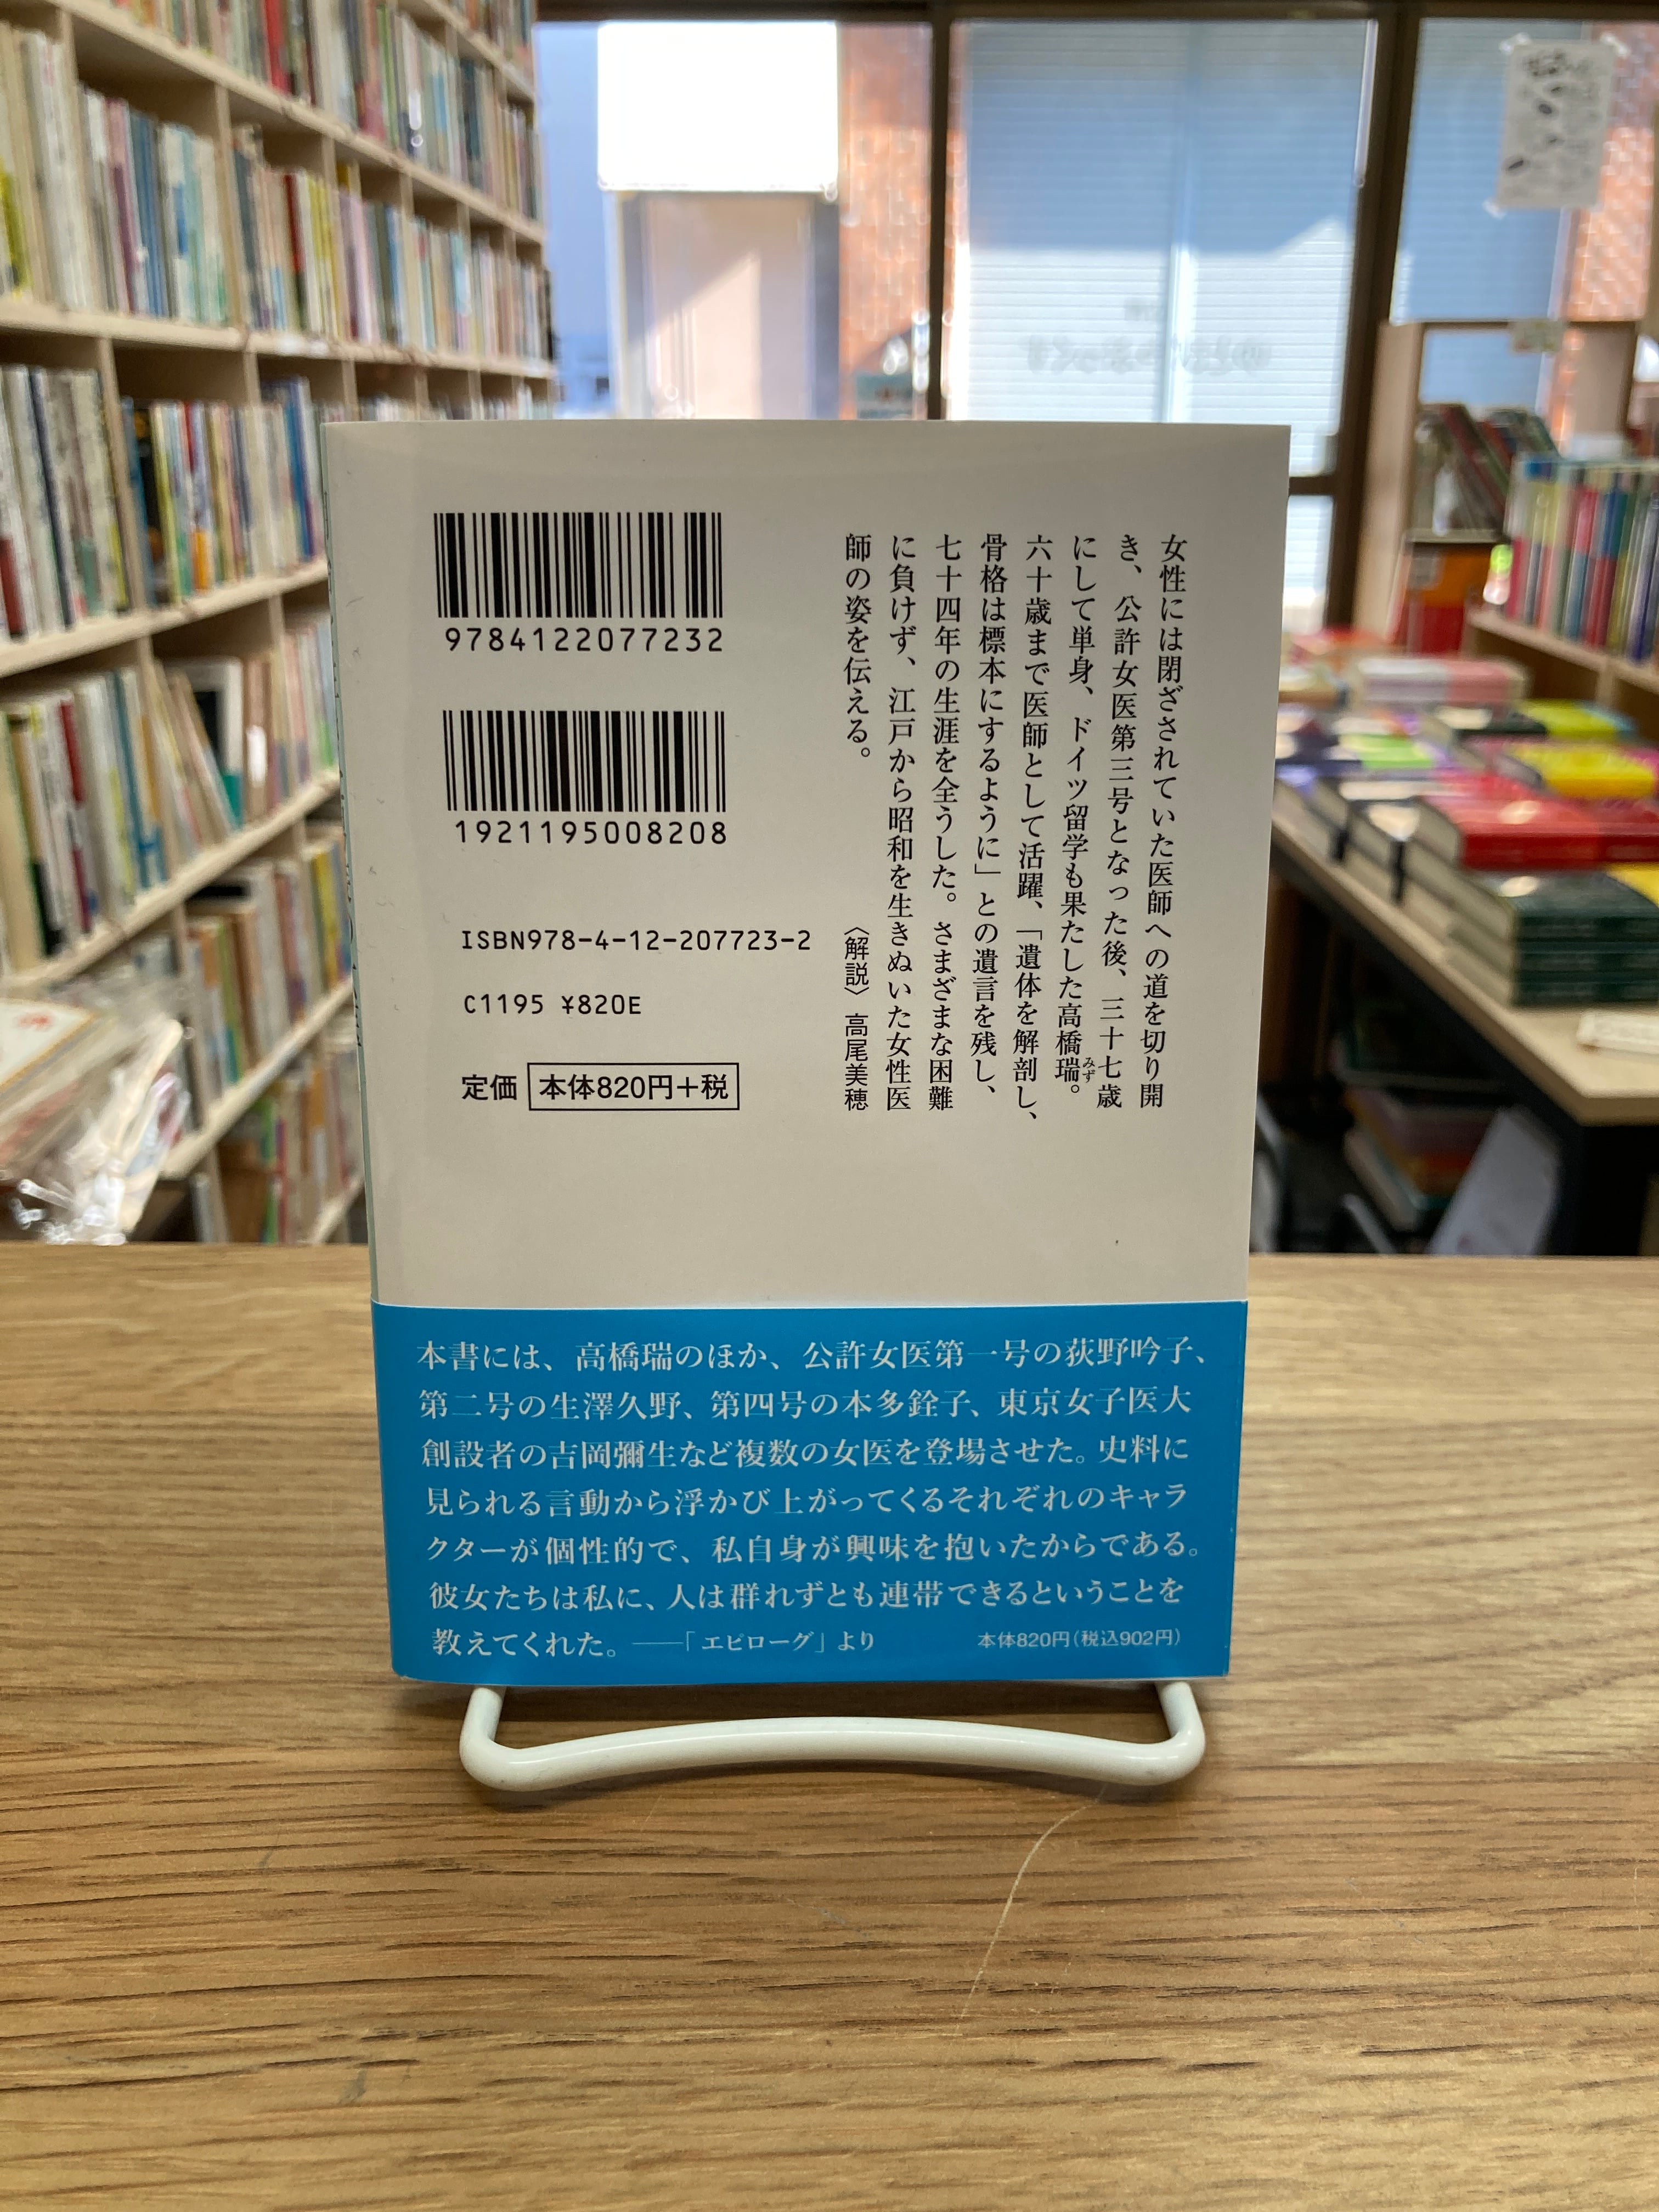 女性には閉ざされていた医師への道を切り開
き、公許女医第三号となった後、三十七歳
にして単身、ドイツ留学も果たした高橋瑞。
みず
六十歳まで医師として活躍、「遺体を解剖し、
骨格は標本にするように」との遺言を残し、
七十四年の生涯を全うした。さまざまな困難
に負けず、江戸から昭和を生きぬいた女性医
師の姿を伝える。
〈解説〉高尾美穂
9784122077232
1921195008208
ISBN978-4-12-207723-2
C1195 ¥820E
定価 本体820円+税
本書には、高橋瑞のほか、公許女医第一号の荻野吟子、
第二号の生澤久野、第四号の本多銓子、東京女子医大
創設者の吉岡彌生など複数の女医を登場させた。史料に
見られる言動から浮かび上がってくるそれぞれのキャラ
クターが個性的で、私自身が興味を抱いたからである。
彼女たちは私に、人は群れずとも連帯できるということを
教えてくれた。──「エピローグ」より
本体820円(税込902円)